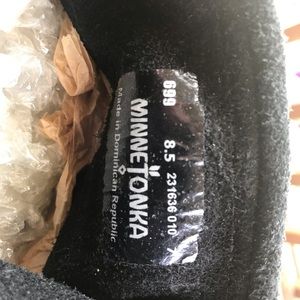 699 8.5 231636 010
MINNETONKA
Made in Dominican Republic